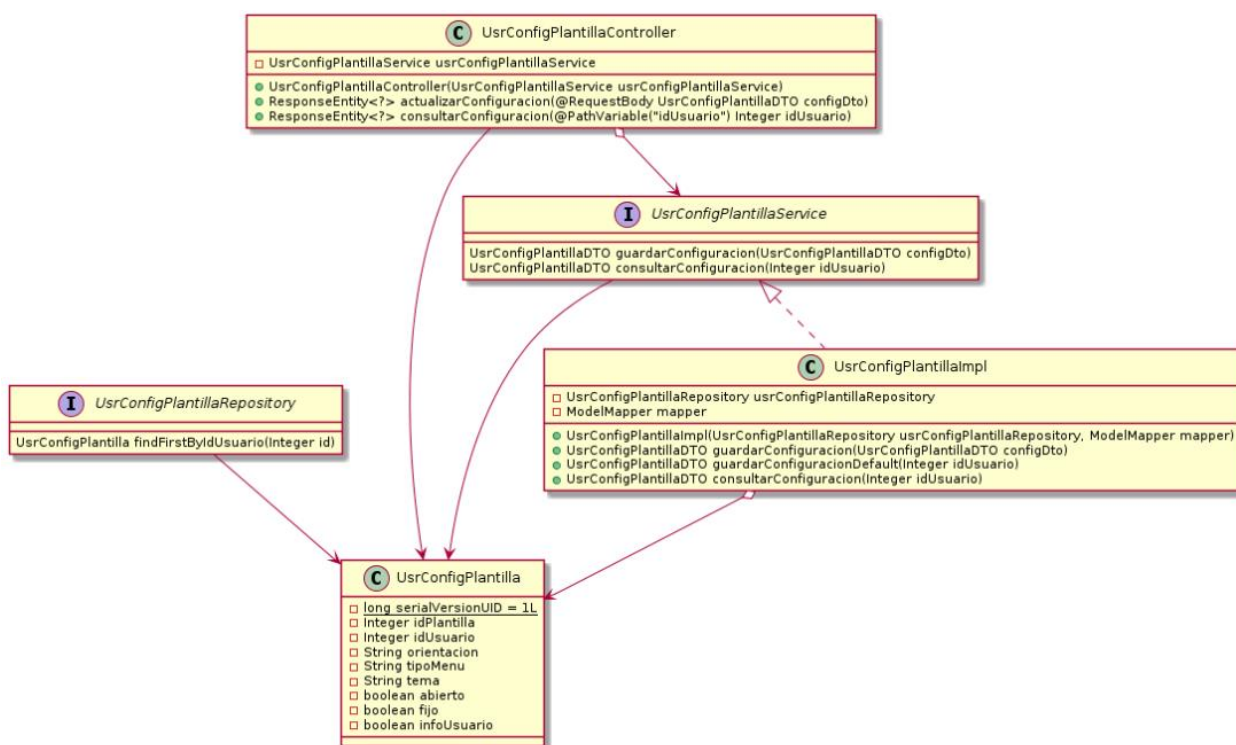 C UsrConfigPlantillaController
UsrConfigPlantillaService usrConfigPlantillaService
UsrConfigPlantillaController(UsrConfigPlantillaService usrConfigPlantillaService)
ResponseEntity<?> actualizarConfiguracion(@RequestBody UsrConfigPlantillaDTO configDto)
ResponseEntity<?> consultarConfiguracion(@PathVariable("idUsuario") Integer idUsuario)
I UsrConfigPlantillaService
UsrConfigPlantillaDTO guardarConfiguracion(UsrConfigPlantillaDTO configDto)
UsrConfigPlantillaDTO consultarConfiguracion(Integer idUsuario)
C UsrConfigPlantillaImpl
UsrConfigPlantillaRepository usrConfigPlantillaRepository
ModelMapper mapper
UsrConfigPlantillaImpl(UsrConfigPlantillaRepository usrConfigPlantillaRepository, ModelMapper mapper)
UsrConfigPlantillaDTO guardarConfiguracion(UsrConfigPlantillaDTO configDto)
UsrConfigPlantillaDTO guardarConfiguracionDefault(Integer idUsuario)
UsrConfigPlantillaDTO consultarConfiguracion(Integer idUsuario)
I UsrConfigPlantillaRepository
UsrConfigPlantilla findFirstByIdUsuario(Integer id)
C UsrConfigPlantilla
long serialVersionUID = 1L
Integer idPlantilla
Integer idUsuario
String orientacion
String tipoMenu
String tema
boolean abierto
boolean fijo
boolean infoUsuario